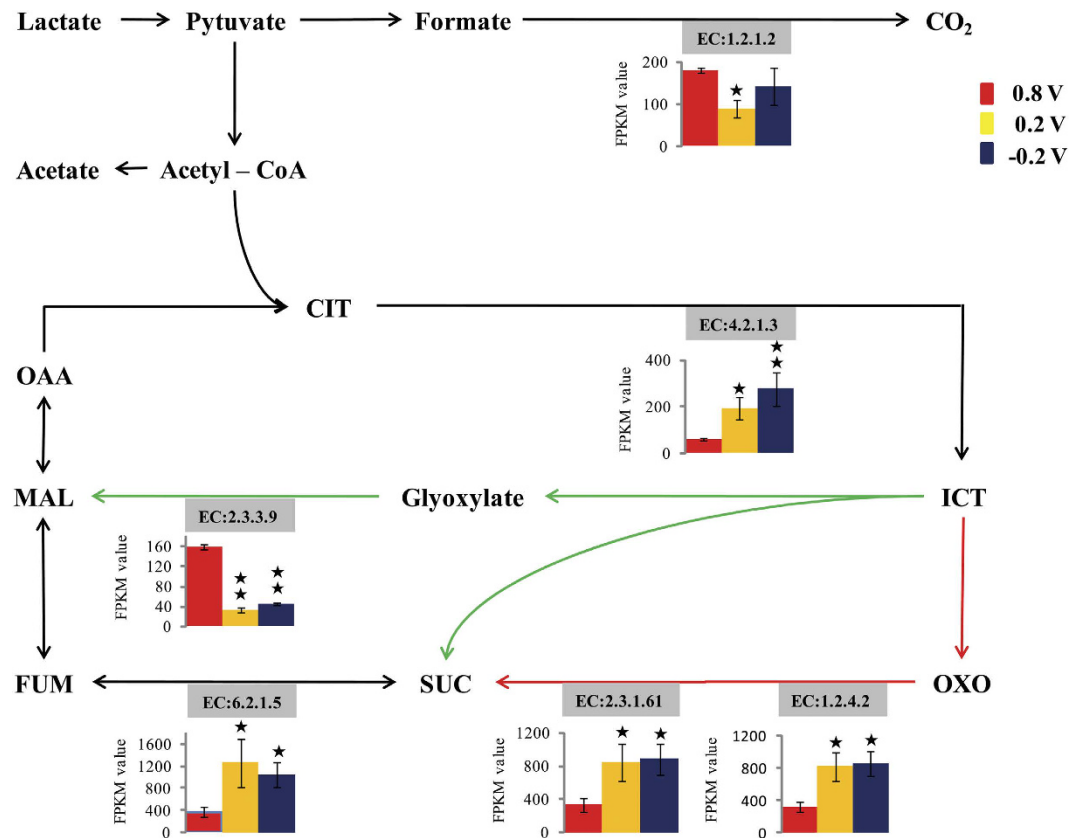 Lactate Pytuvate Formate CO₂
EC:1.2.1.2
FPKM value
200
100
0
★
0.8 V
0.2 V
-0.2 V
Acetate Acetyl – CoA
CIT
EC:4.2.1.3
FPKM value
400
200
0
★
★
★
OAA
MAL Glyoxylate ICT
EC:2.3.3.9
FPKM value
160
120
80
40
0
★
★
★
★
FUM SUC OXO
EC:6.2.1.5
FPKM value
1600
1200
800
400
0
★
★
EC:2.3.1.61
FPKM value
1200
800
400
0
★
★
EC:1.2.4.2
FPKM value
1200
800
400
0
★
★